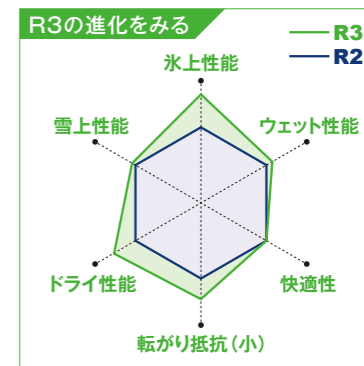 R3の進化をみる
R3
R2
氷上性能
雪上性能
ウェット性能
ドライ性能
快適性
転がり抵抗(小)